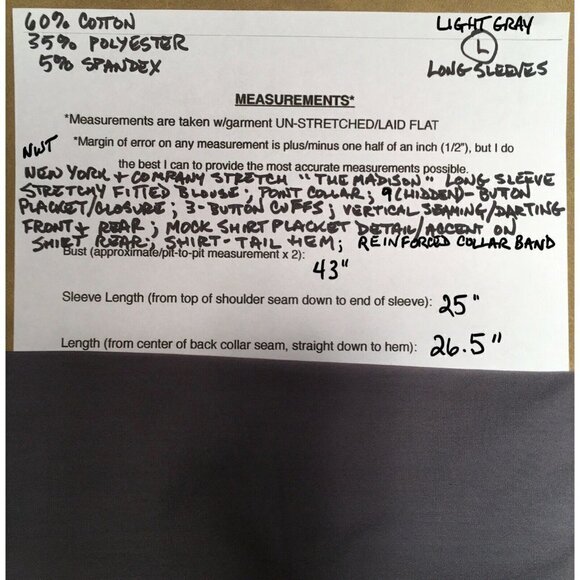 60% COTTON
35% POLYESTER
5% SPANDEX
LIGHT GRAY
L
LONG SLEEVES
MEASUREMENTS*
*Measurements are taken w/garment UN-STRETCHED/LAID FLAT
*Margin of error on any measurement is plus/minus one half of an inch (1/2"), but I do
the best I can to provide the most accurate measurements possible.
NWT
NEW YORK + COMPANY STRETCH "THE MADISON" LONG SLEEVE
STRETCHY FITTED BLOUSE; POINT COLLAR; 9 (HIDDEN)-BUTTON
PLACKET/CLOSURE; 3-BUTTON CUFFS; VERTICAL SEAMING/DARTING
FRONT + REAR; MOCK SHIRT PLACKET DETAIL/ACCENT ON
SHIRT REAR; SHIRT-TAIL HEM; REINFORCED COLLAR BAND
Bust (approximate/pit-to-pit measurement x 2):
43"
Sleeve Length (from top of shoulder seam down to end of sleeve): 25"
Length (from center of back collar seam, straight down to hem): 26.5"